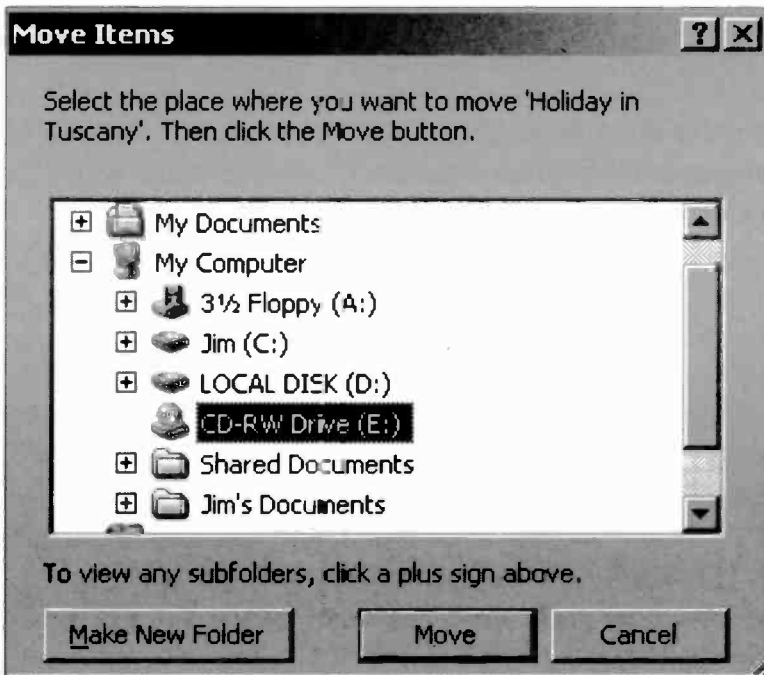 Move Items
Select the place where you want to move 'Holiday in
Tuscany'. Then click the Move button.
My Documents
My Computer
3½ Floppy (A:)
Jim (C:)
LOCAL DISK (D:)
CD-RW Drive (E:)
Shared Documents
Jim's Documents
To view any subfolders, click a plus sign above.
Make New Folder
Move
Cancel